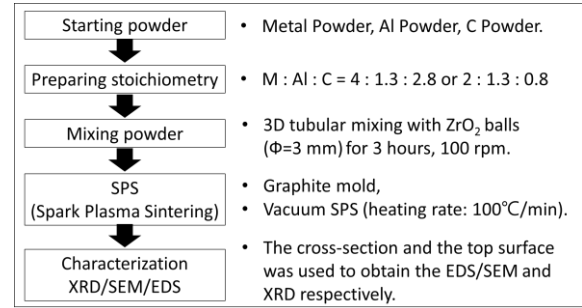 Starting powder
• Metal Powder, Al Powder, C Powder.
Preparing stoichiometry
• M : Al : C = 4 : 1.3 : 2.8 or 2 : 1.3 : 0.8
Mixing powder
• 3D tubular mixing with ZrO₂ balls
(Φ=3 mm) for 3 hours, 100 rpm.
SPS
(Spark Plasma Sintering)
• Graphite mold,
• Vacuum SPS (heating rate: 100℃/min).
Characterization
XRD/SEM/EDS
• The cross-section and the top surface
was used to obtain the EDS/SEM and
XRD respectively.